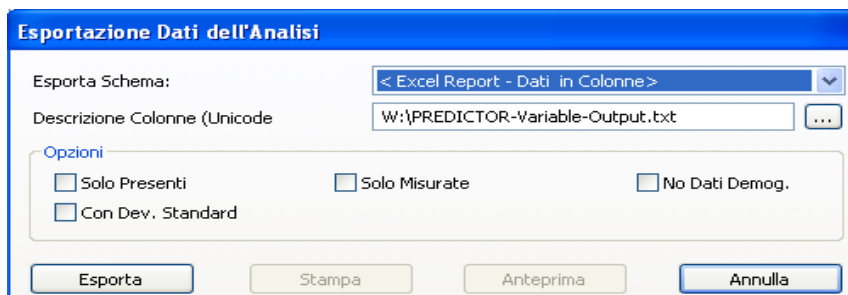 Esportazione Dati dell'Analisi
Esporta Schema: < Excel Report - Dati in Colonne>
Descrizione Colonne (Unicode W:\PREDICTOR-Variable-Output.txt ...
Opzioni
Solo Presenti Solo Misurate No Dati Demog.
Con Dev. Standard
Esporta Stampa Anteprima Annulla